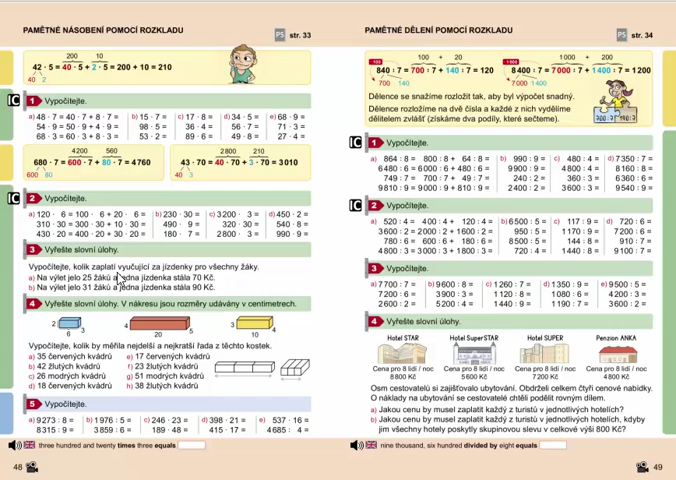 PAMĚTNÉ NÁSOBENÍ POMOCÍ ROZKLADU
PS str. 33
200 10
42 · 5 = 40 · 5 + 2 · 5 = 200 + 10 = 210
40 2
1 Vypočítejte.
a) 48 · 7 = 40 · 7 + 8 · 7 = b) 15 · 7 = c) 17 · 8 = d) 34 · 5 = e) 68 · 9 =
54 · 9 = 50 · 9 + 4 · 9 = 98 · 5 = 36 · 4 = 56 · 7 = 71 · 3 =
68 · 3 = 60 · 3 + 8 · 3 = 53 · 2 = 89 · 6 = 49 · 8 = 27 · 4 =
4200 560
680 · 7 = 600 · 7 + 80 · 7 = 4 760
600 80
2800 210
43 · 70 = 40 · 70 + 3 · 70 = 3 010
40 3
2 Vypočítejte.
a) 120 · 6 = 100 · 6 + 20 · 6 = b) 230 · 30 = c) 3 200 · 3 = d) 450 · 2 =
310 · 30 = 300 · 30 + 10 · 30 = 490 · 9 = 320 · 3 = 540 · 8 =
430 · 20 = 400 · 20 + 30 · 20 = 180 · 7 = 2 800 · 3 = 990 · 9 =
3 Vyřešte slovní úlohy.
Vypočítejte, kolik zaplatí vyučující za jízdenky pro všechny žáky.
a) Na výlet jelo 25 žáků a jedna jízdenka stála 70 Kč.
b) Na výlet jelo 31 žáků a jedna jízdenka stála 90 Kč.
4 Vyřešte slovní úlohy. V nákresu jsou rozměry udávány v centimetrech.
2 6 3 4 20 5 3 10 4
Vypočítejte, kolik by měřila nejdelší a nejkratší řada z těchto kostek.
a) 35 červených kvádrů e) 17 červených kvádrů
b) 42 žlutých kvádrů f) 23 žlutých kvádrů
c) 26 modrých kvádrů g) 51 modrých kvádrů
d) 18 červených kvádrů h) 38 žlutých kvádrů
5 Vypočítejte.
a) 9 273 : 8 = b) 1 976 : 5 = c) 246 · 23 = d) 398 · 21 = e) 537 · 16 =
8 315 : 9 = 3 859 : 6 = 189 · 48 = 415 · 17 = 4 685 : 4 =
three hundred and twenty times three equals
48
PAMĚTNÉ DĚLENÍ POMOCÍ ROZKLADU
PS str. 34
100 + 20
840 : 7 = 700 : 7 + 140 : 7 = 120
700 140
1 000 + 200
8 400 : 7 = 7 000 : 7 + 1 400 : 7 = 1 200
7 000 1 400
Dělence se snažíme rozložit tak, aby byl výpočet snadný.
Dělence rozložíme na dvě čísla a každé z nich vydělíme
dělitelem zvlášť (získáme dva podíly, které sečteme).
1 Vypočítejte.
a) 864 : 8 = 800 : 8 + 64 : 8 = b) 990 : 9 = c) 480 : 4 = d) 7 350 : 7 =
6 480 : 6 = 6 000 : 6 + 480 : 6 = 9 900 : 9 = 4 800 : 4 = 8 160 : 8 =
749 : 7 = 700 : 7 + 49 : 7 = 240 : 2 = 360 : 3 = 6 360 : 6 =
9 810 : 9 = 9 000 : 9 + 810 : 9 = 2 400 : 2 = 3 600 : 3 = 9 540 : 9 =
2 Vypočítejte.
a) 520 : 4 = 400 : 4 + 120 : 4 = b) 6 500 : 5 = c) 117 : 9 = d) 720 : 6 =
3 600 : 2 = 2 000 : 2 + 1 600 : 2 = 950 : 5 = 1 170 : 9 = 7 200 : 6 =
780 : 6 = 600 : 6 + 180 : 6 = 8 500 : 5 = 144 : 8 = 910 : 7 =
4 800 : 3 = 3 000 : 3 + 1 800 : 3 = 720 : 4 = 1 440 : 8 = 9 100 : 7 =
3 Vypočítejte.
a) 7 700 : 7 = b) 9 600 : 8 = c) 1 260 : 7 = d) 1 350 : 9 = e) 9 500 : 5 =
7 200 : 6 = 3 900 : 3 = 1 120 : 8 = 1 080 : 6 = 4 200 : 3 =
2 600 : 2 = 5 200 : 4 = 1 440 : 9 = 1 190 : 7 = 3 600 : 2 =
4 Vyřešte slovní úlohy.
Hotel STAR Hotel SuperSTAR Hotel SUPER Penzion ANKA
Cena pro 8 lidí / noc Cena pro 8 lidí / noc Cena pro 8 lidí / noc Cena pro 8 lidí / noc
8 800 Kč 5 600 Kč 7 200 Kč 4 800 Kč
Osm cestovatelů si zajišťovalo ubytování. Obdrželi celkem čtyři cenové nabídky.
O náklady na ubytování se cestovatelé chtěli podělit rovným dílem.
a) Jakou cenu by musel zaplatit každý z turistů v jednotlivých hotelích?
b) Jakou cenu by musel zaplatit každý z turistů v jednotlivých hotelích, kdyby
jim všechny hotely poskytly skupinovou slevu v celkové výši 800 Kč?
nine thousand, six hundred divided by eight equals
49